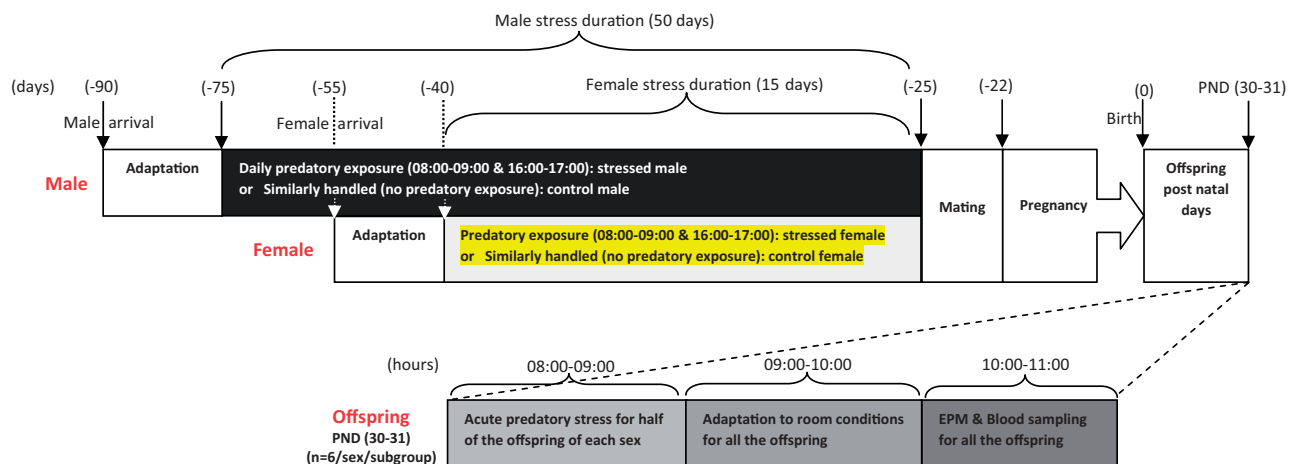 Male stress duration (50 days)
(days) (-90) (-75) (-55) (-40) Female stress duration (15 days) (-25) (-22) (0) PND (30-31)
Male arrival Female arrival Birth
Male
Adaptation
Daily predatory exposure (08:00-09:00 & 16:00-17:00): stressed male
or Similarly handled (no predatory exposure): control male
Mating
Pregnancy
Offspring
post natal
days
Female
Adaptation
Predatory exposure (08:00-09:00 & 16:00-17:00): stressed female
or Similarly handled (no predatory exposure): control female
(hours) 08:00-09:00 09:00-10:00 10:00-11:00
Offspring
PND (30-31)
(n=6/sex/subgroup)
Acute predatory stress for half
of the offspring of each sex
Adaptation to room conditions
for all the offspring
EPM & Blood sampling
for all the offspring